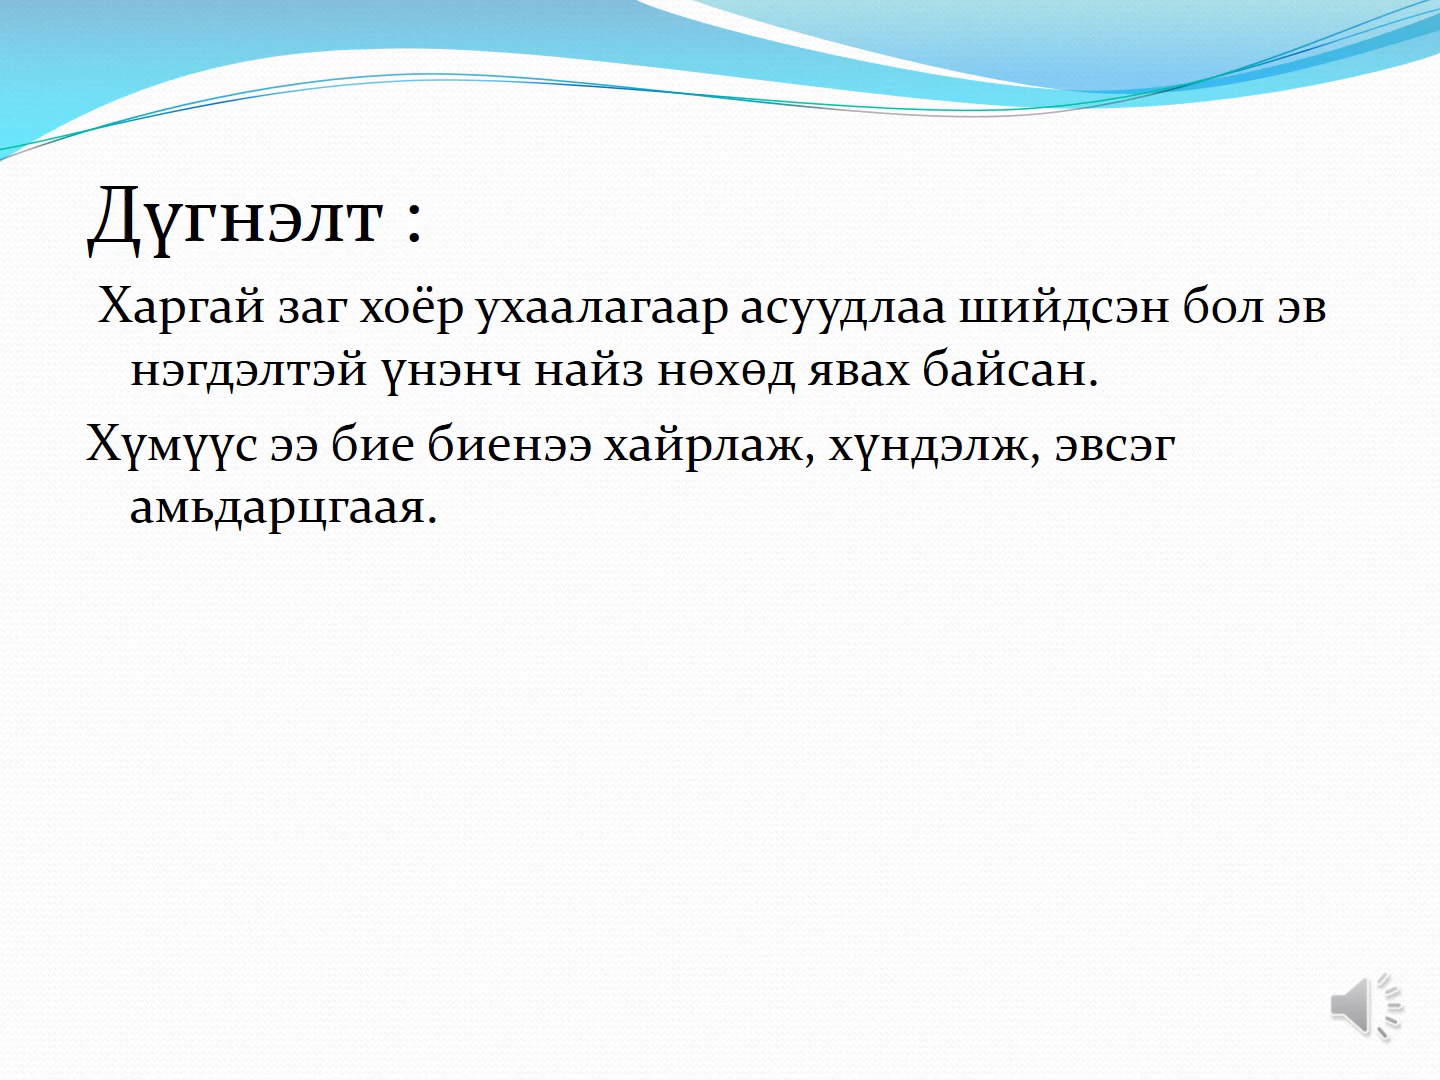 Дүгнэлт :
Харгай заг хоёр ухаалагаар асуудлаа шийдсэн бол эв
нэгдэлтэй үнэнч найз нөхөд явах байсан.
Хүмүүс ээ бие биенээ хайрлаж, хүндэлж, эвсэг
амьдарцгаая.